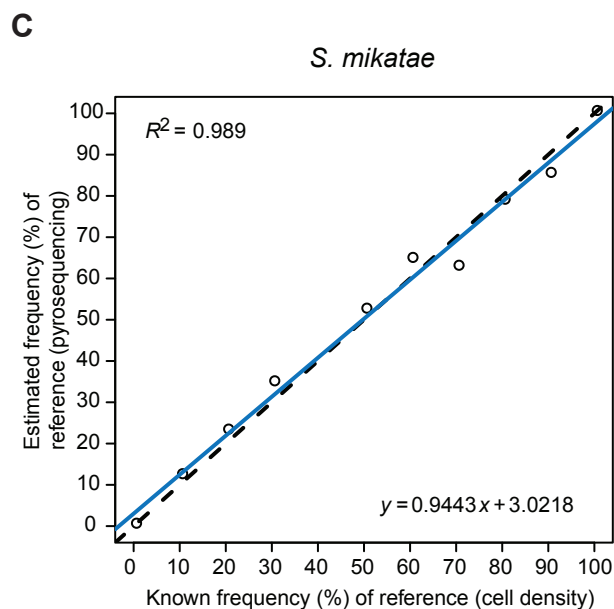 C
S. mikatae
R² = 0.989
100
90
80
70
60
50
40
30
20
10
0
Estimated frequency (%) of
reference (pyrosequencing)
y = 0.9443x + 3.0218
0 10 20 30 40 50 60 70 80 90 100
Known frequency (%) of reference (cell density)